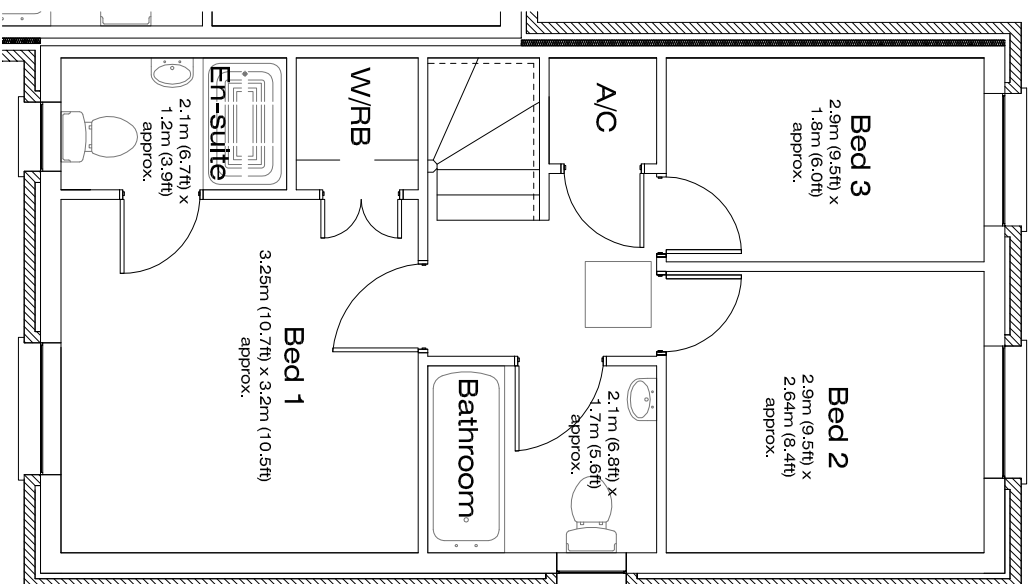 En-suite
2.1m (6.7ft) x
1.2m (3.9ft)
approx.
W/RB
A/C
Bed 3
2.9m (9.5ft) x
1.8m (6.0ft)
approx.
Bed 1
3.25m (10.7ft) x 3.2m (10.5ft)
approx.
Bathroom
2.1m (6.8ft) x
1.7m (5.6ft)
approx.
Bed 2
2.9m (9.5ft) x
2.64m (8.4ft)
approx.